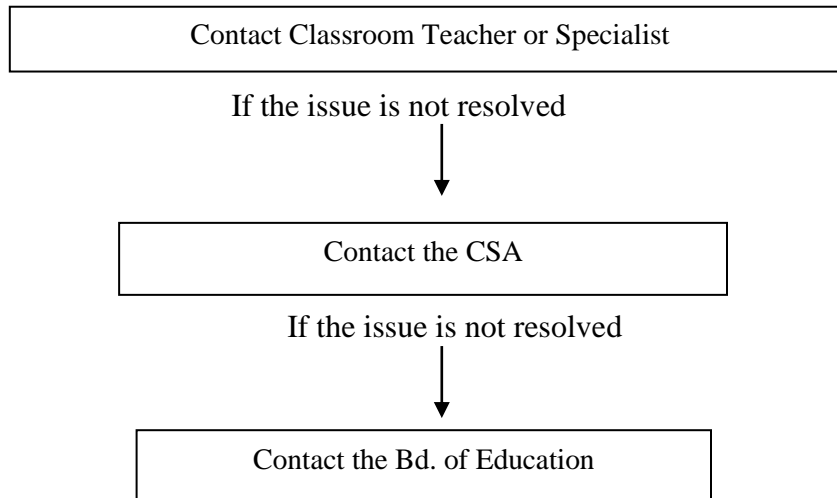 Contact Classroom Teacher or Specialist
If the issue is not resolved
Contact the CSA
If the issue is not resolved
Contact the Bd. of Education